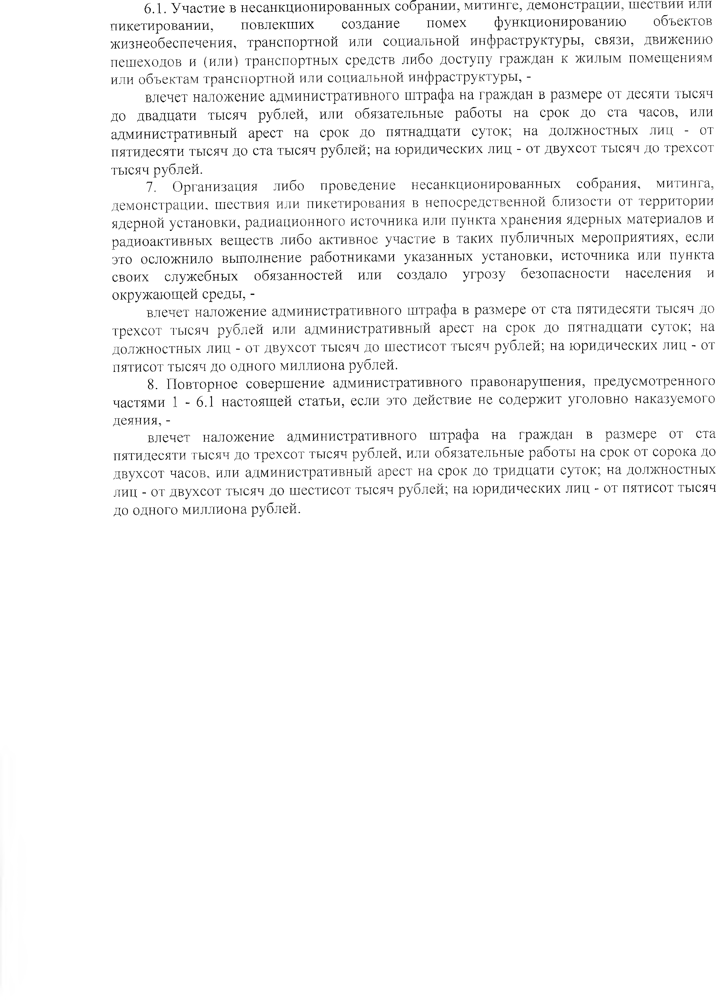 6.1. Участие в несанкционированных собрании, митинге, демонстрации, шествии или
пикетировании, повлекших создание помех функционированию объектов
жизнеобеспечения, транспортной или социальной инфраструктуры, связи, движению
пешеходов и (или) транспортных средств либо доступу граждан к жилым помещениям
или объектам транспортной или социальной инфраструктуры, -
влечет наложение административного штрафа на граждан в размере от десяти тысяч
до двадцати тысяч рублей, или обязательные работы на срок до ста часов, или
административный арест на срок до пятнадцати суток; на должностных лиц - от
пятидесяти тысяч до ста тысяч рублей; на юридических лиц - от двухсот тысяч до трехсот
тысяч рублей.
7. Организация либо проведение несанкционированных собрания, митинга,
демонстрации, шествия или пикетирования в непосредственной близости от территории
ядерной установки, радиационного источника или пункта хранения ядерных материалов и
радиоактивных веществ либо активное участие в таких публичных мероприятиях, если
это осложнило выполнение работниками указанных установки, источника или пункта
своих служебных обязанностей или создало угрозу безопасности населения и
окружающей среды, -
влечет наложение административного штрафа в размере от ста пятидесяти тысяч до
трехсот тысяч рублей или административный арест на срок до пятнадцати суток; на
должностных лиц - от двухсот тысяч до шестисот тысяч рублей; на юридических лиц - от
пятисот тысяч до одного миллиона рублей.
8. Повторное совершение административного правонарушения, предусмотренного
частями 1 - 6.1 настоящей статьи, если это действие не содержит уголовно наказуемого
деяния, -
влечет наложение административного штрафа на граждан в размере от ста
пятидесяти тысяч до трехсот тысяч рублей, или обязательные работы на срок от сорока до
двухсот часов, или административный арест на срок до тридцати суток; на должностных
лиц - от двухсот тысяч до шестисот тысяч рублей; на юридических лиц - от пятисот тысяч
до одного миллиона рублей.